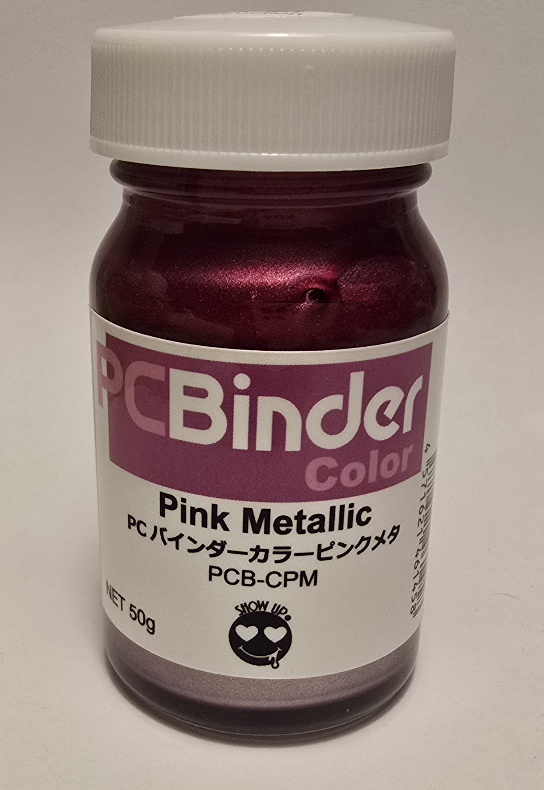 PCBinder
Color
Pink Metallic
PC バインダーカラーピンクメタ
PCB-CPM
NET 50g
SHOW UP